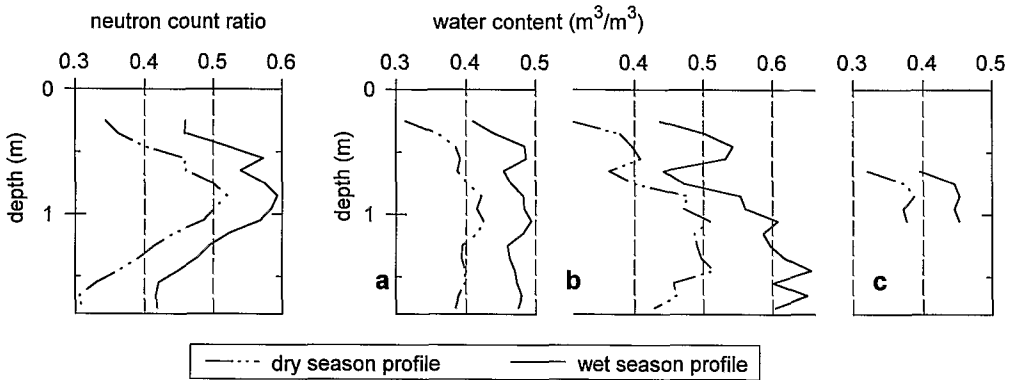 neutron count ratio water content (m³/m³)
0.3 0.4 0.5 0.6 0.3 0.4 0.5 0.4 0.5 0.6 0.3 0.4 0.5
0 0
depth (m) depth (m)
1 1
a b c
dry season profile wet season profile